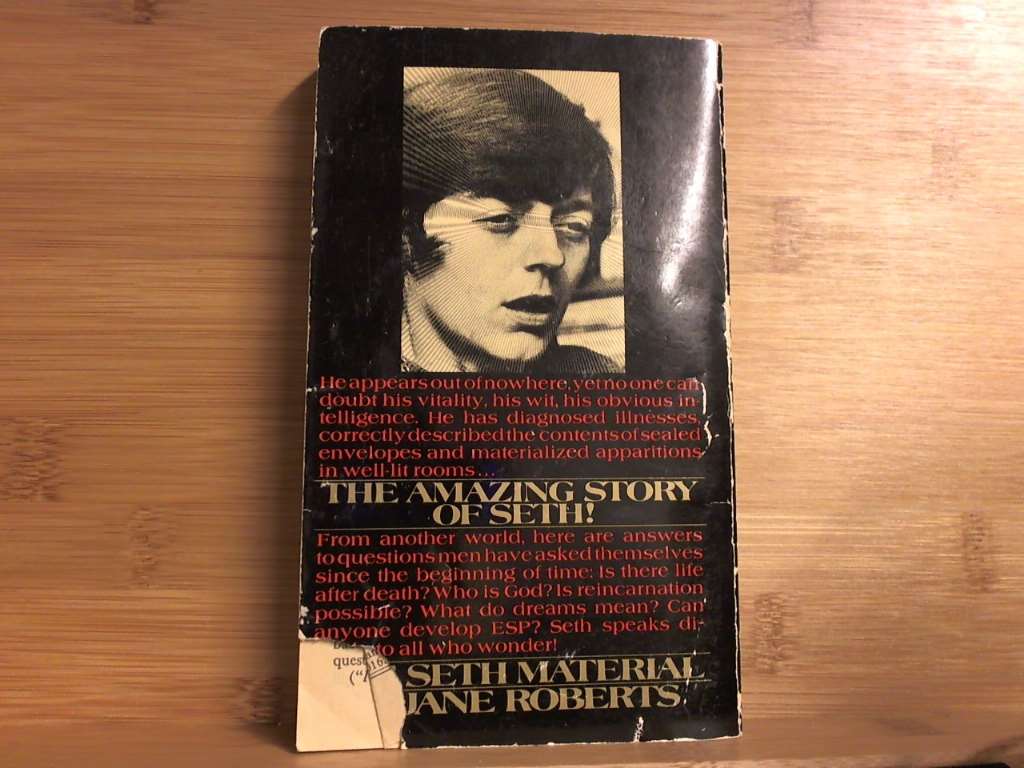 He appears out of nowhere, yet no one can
doubt his vitality, his wit, his obvious in-
telligence. He has diagnosed illnesses,
correctly described the contents of sealed
envelopes and materialized apparitions
in well-lit rooms...
THE AMAZING STORY
OF SETH!
From another world, here are answers
to questions men have asked themselves
since the beginning of time: Is there life
after death? Who is God? Is reincarnation
possible? What do dreams mean? Can
anyone develop ESP? Seth speaks di-
to all who wonder!
SETH MATERIAL
JANE ROBERTS